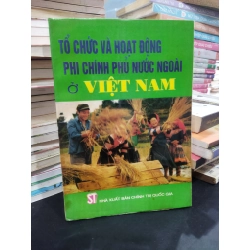 TỔ CHỨC VÀ HOẠT ĐỘNG
PHI CHÍNH PHỦ NƯỚC NGOÀI
Ở VIỆT NAM
ST NHÀ XUẤT BẢN CHÍNH TRỊ QUỐC GIA